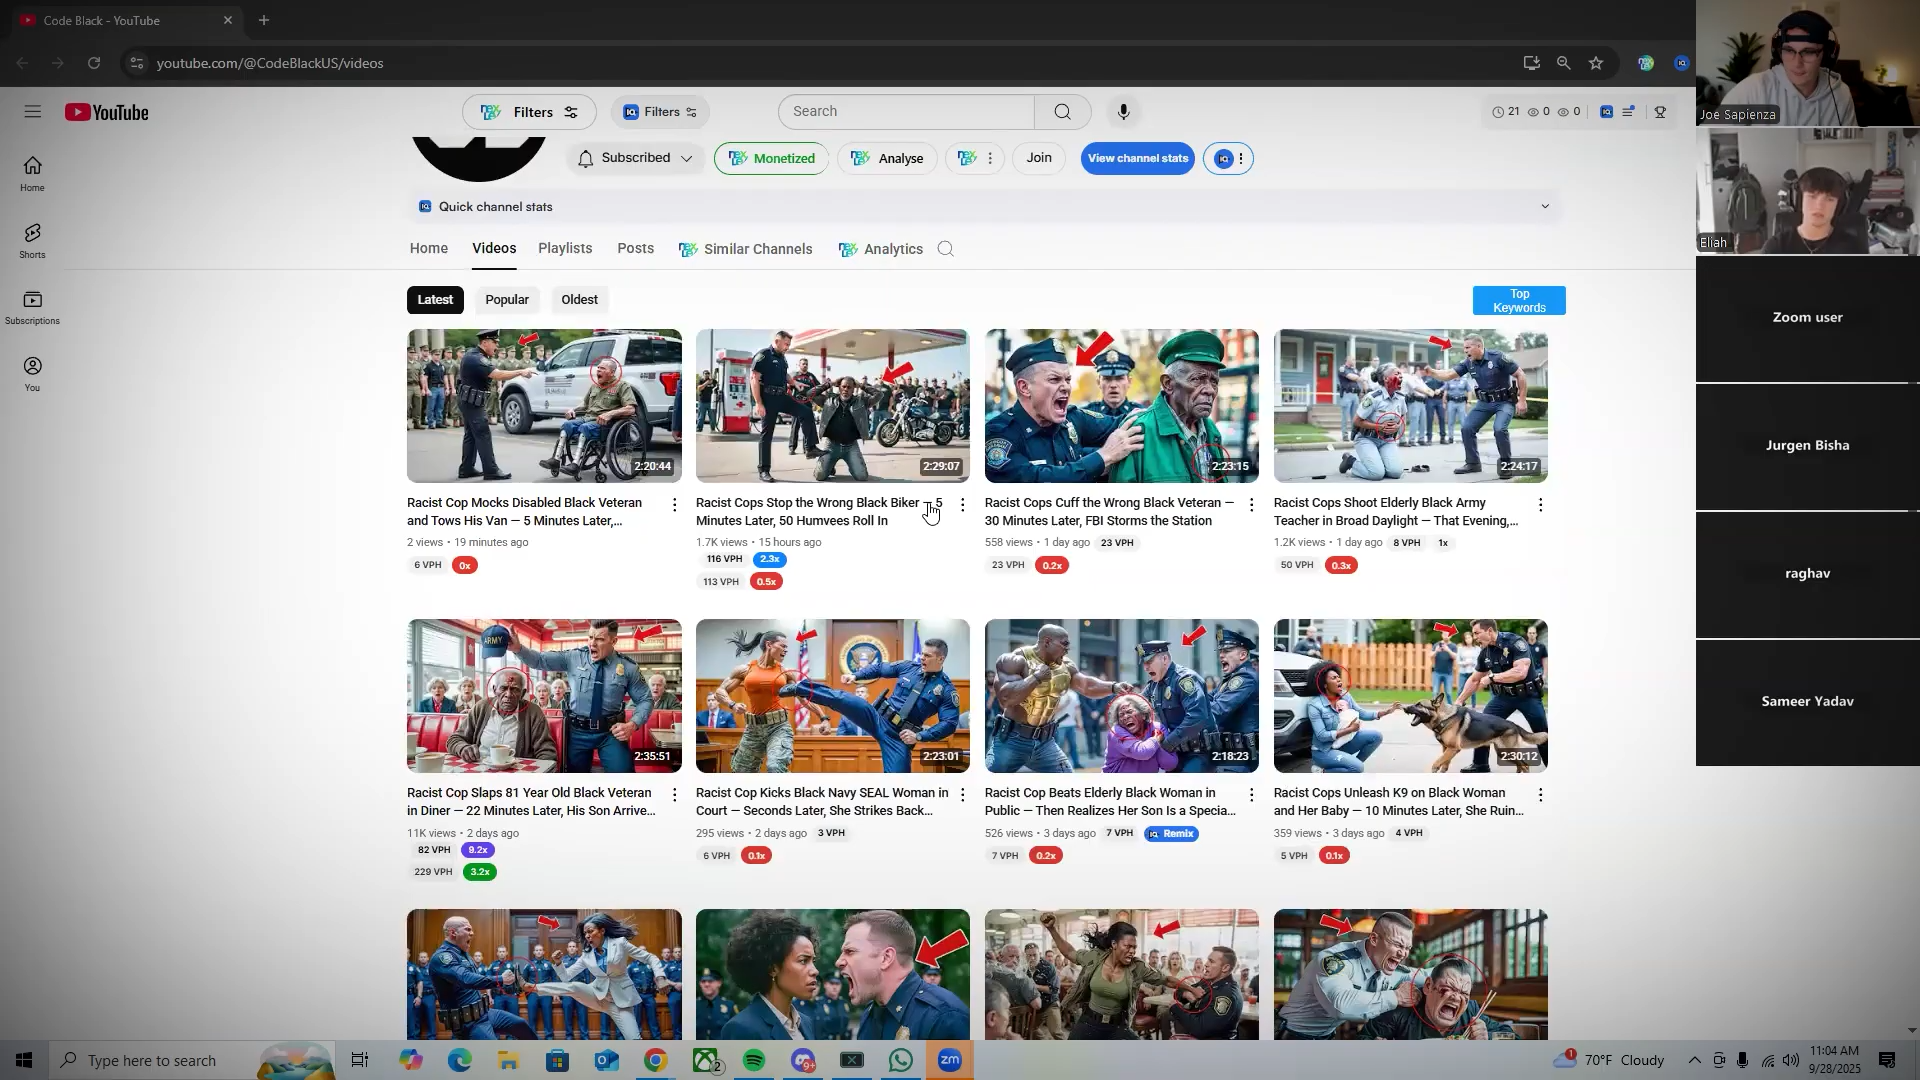 Code Black - YouTube
youtube.com/@CodeBlackUS/videos
YouTube
Filters
Filters
Search
21
0
0
Home
Shorts
Subscriptions
You
Subscribed
Monetized
Analyse
Join
View channel stats
Quick channel stats
Home
Videos
Playlists
Posts
Similar Channels
Analytics
Latest
Popular
Oldest
Top
Keywords
2:20:44
Racist Cop Mocks Disabled Black Veteran
and Tows His Van — 5 Minutes Later,...
2 views • 19 minutes ago
6 VPH
0x
2:29:07
Racist Cops Stop the Wrong Black Biker — 5
Minutes Later, 50 Humvees Roll In
1.7K views • 15 hours ago
116 VPH
2.3x
113 VPH
0.5x
2:23:15
Racist Cops Cuff the Wrong Black Veteran —
30 Minutes Later, FBI Storms the Station
558 views • 1 day ago 23 VPH
23 VPH
0.2x
2:24:17
Racist Cops Shoot Elderly Black Army
Teacher in Broad Daylight — That Evening,...
1.2K views • 1 day ago 8 VPH 1x
50 VPH
0.3x
ARMY
2:35:51
Racist Cop Slaps 81 Year Old Black Veteran
in Diner — 22 Minutes Later, His Son Arrive...
11K views • 2 days ago
82 VPH
9.2x
229 VPH
3.2x
2:23:01
Racist Cop Kicks Black Navy SEAL Woman in
Court — Seconds Later, She Strikes Back...
295 views • 2 days ago 3 VPH
6 VPH
0.1x
2:18:23
Racist Cop Beats Elderly Black Woman in
Public — Then Realizes Her Son Is a Specia...
526 views • 3 days ago 7 VPH Remix
7 VPH
0.2x
2:30:12
Racist Cops Unleash K9 on Black Woman
and Her Baby — 10 Minutes Later, She Ruin...
359 views • 3 days ago 4 VPH
5 VPH
0.1x
Joe Sapienza
Eliah
Zoom user
Jurgen Bisha
raghav
Sameer Yadav
Type here to search
2
9+
zm
1
70°F Cloudy
11:04 AM
9/28/2025